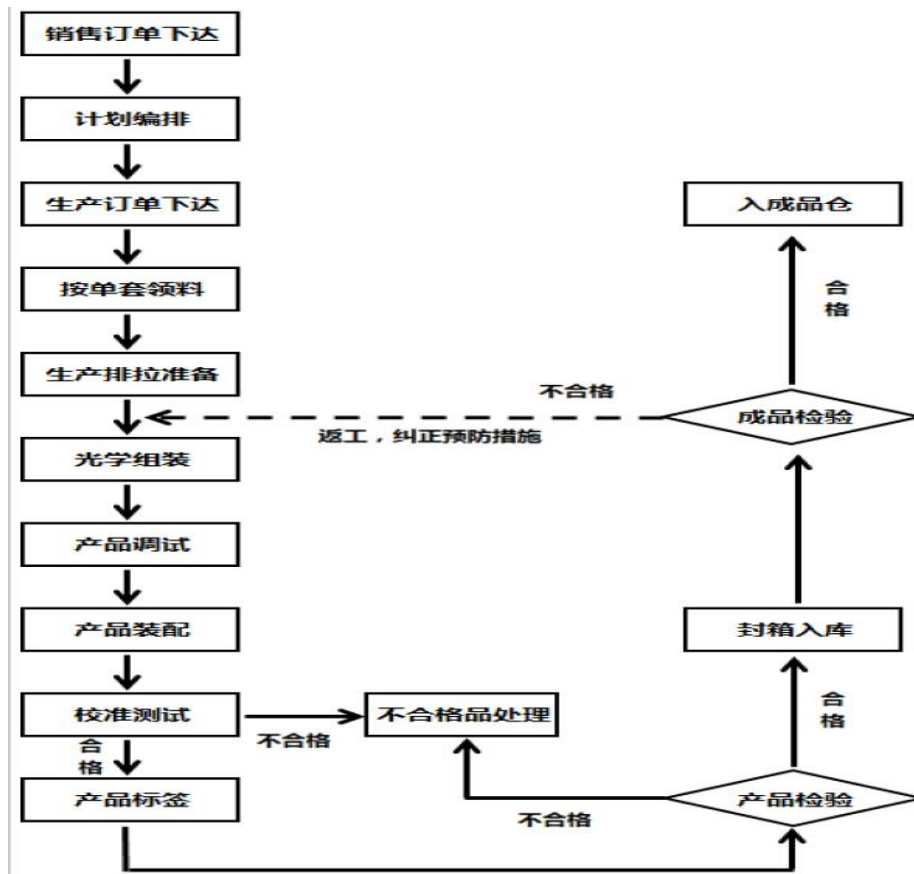 销售订单下达
计划编排
生产订单下达
入成品仓
按单套领料
合
格
生产排拉准备
不合格
成品检验
返工，纠正预防措施
光学组装
产品调试
产品装配
封箱入库
校准测试
不合格品处理
合
格
不合格
合
格
产品标签
不合格
产品检验